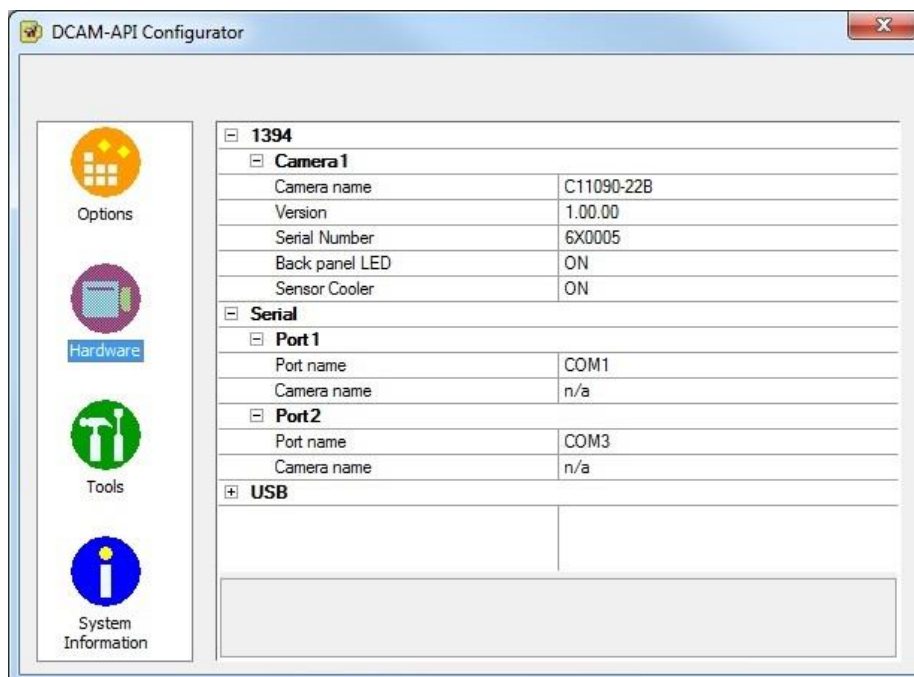 DCAM-API Configurator
Options
Hardware
Tools
System
Information
1394
Camera1
Camera name C11090-22B
Version 1.00.00
Serial Number 6X0005
Back panel LED ON
Sensor Cooler ON
Serial
Port1
Port name COM1
Camera name n/a
Port2
Port name COM3
Camera name n/a
USB